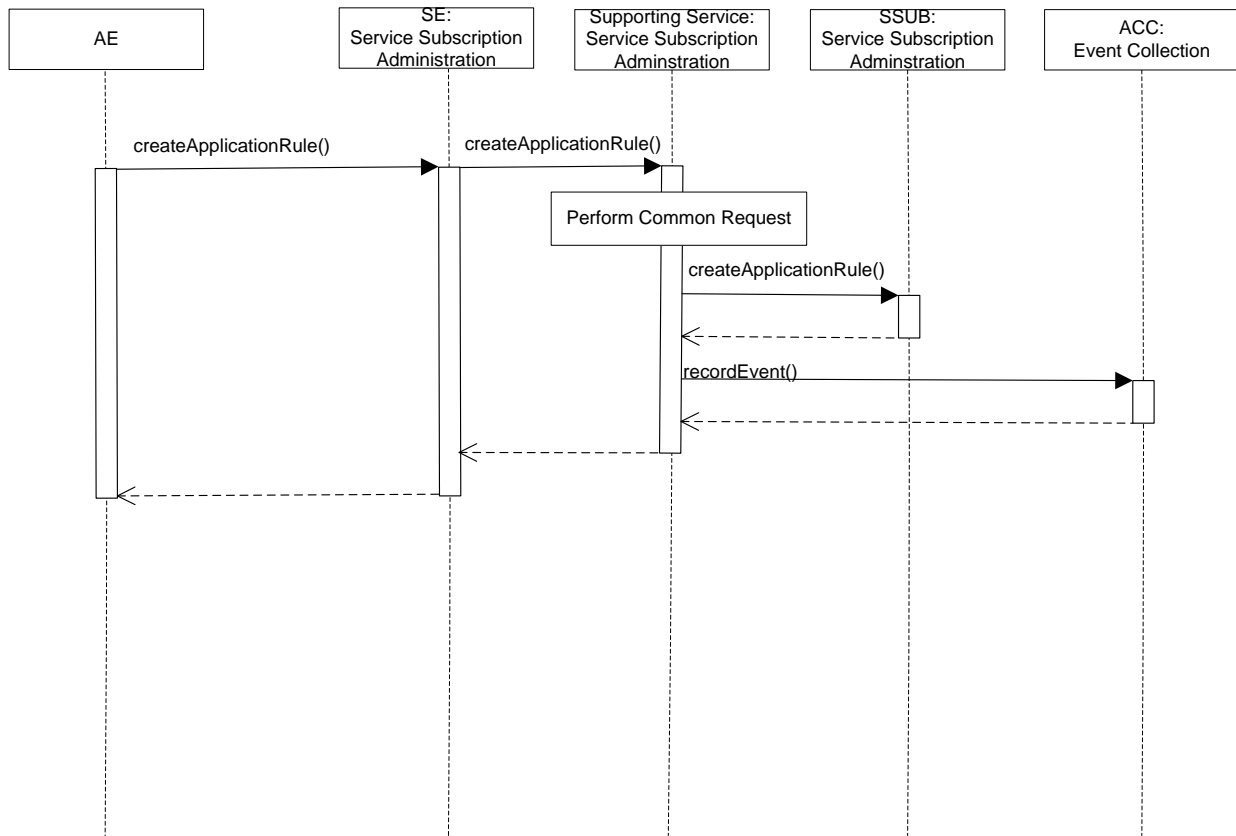 AE
SE:
Service Subscription
Administration
Supporting Service:
Service Subscription
Adminstration
SSUB:
Service Subscription
Adminstration
ACC:
Event Collection
createApplicationRule()
createApplicationRule()
Perform Common Request
createApplicationRule()
recordEvent()